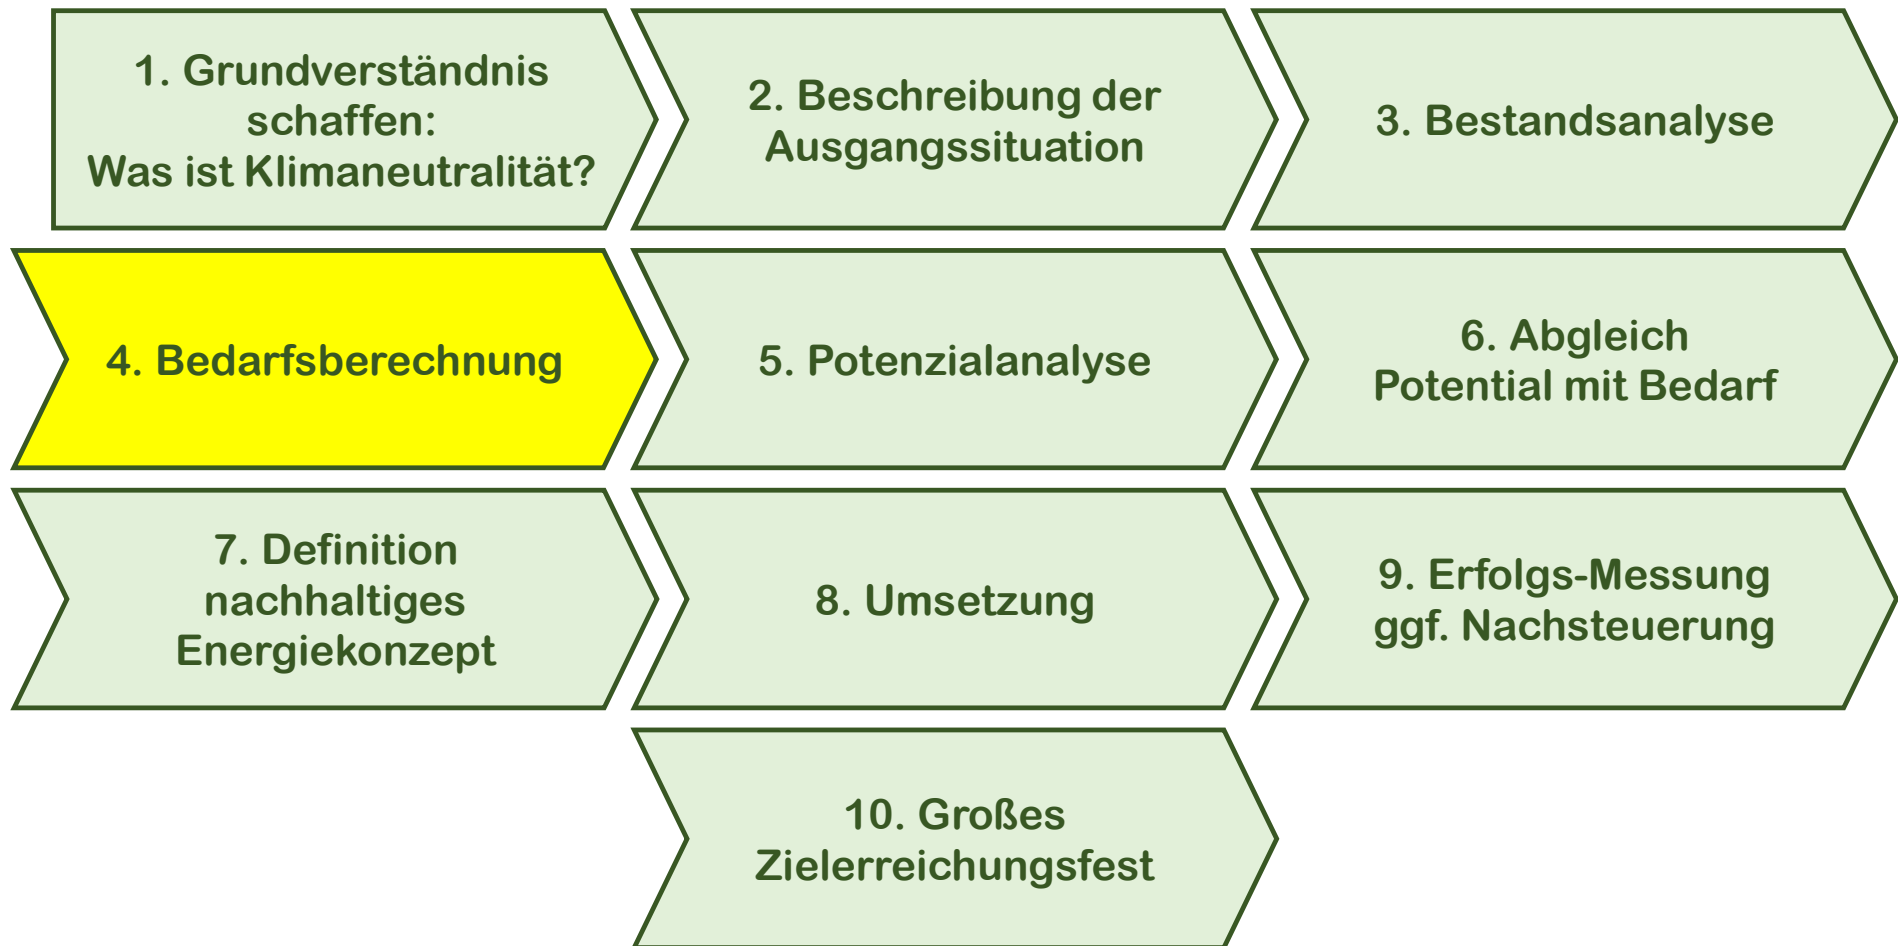 1. Grundverständnis
schaffen:
Was ist Klimaneutralität?
2. Beschreibung der
Ausgangssituation
3. Bestandsanalyse
4. Bedarfsberechnung
5. Potenzialanalyse
6. Abgleich
Potential mit Bedarf
7. Definition
nachhaltiges
Energiekonzept
8. Umsetzung
9. Erfolgs-Messung
ggf. Nachsteuerung
10. Großes
Zielerreichungsfest